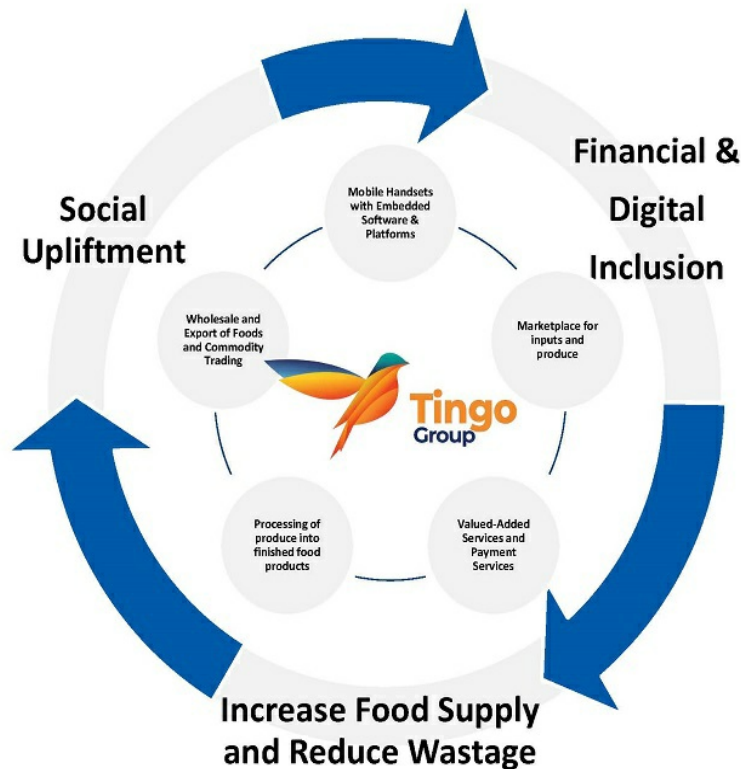 Financial &
Digital
Inclusion
Social
Upliftment
Mobile Handsets
with Embedded
Software &
Platforms
Wholesale and
Export of Foods
and Commodity
Trading
Marketplace for
inputs and
produce
Tingo
Group
Processing of
produce into
finished food
products
Valued-Added
Services and
Payment
Services
Increase Food Supply
and Reduce Wastage